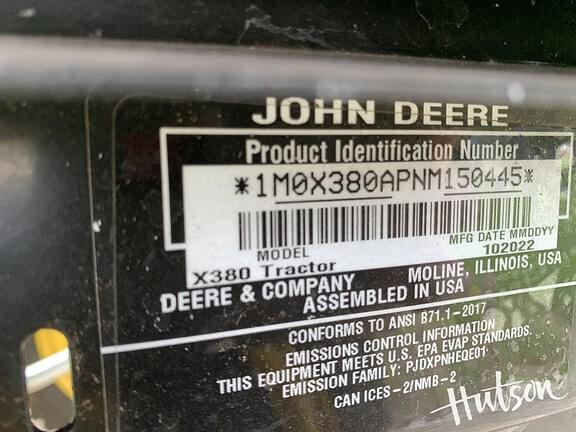 JOHN DEERE
Product Identification Number
*1M0X380APNM150445*
MODEL
MFG DATE MMDDYY
X380 Tractor
102022
DEERE & COMPANY
MOLINE, ILLINOIS, USA
ASSEMBLED IN USA
CONFORMS TO ANSI B71.1-2017
EMISSIONS CONTROL INFORMATION
THIS EQUIPMENT MEETS U.S. EPA EVAP STANDARDS.
EMISSION FAMILY: PJDXPNHEQE01
CAN ICES-2/NMB-2
Hutson